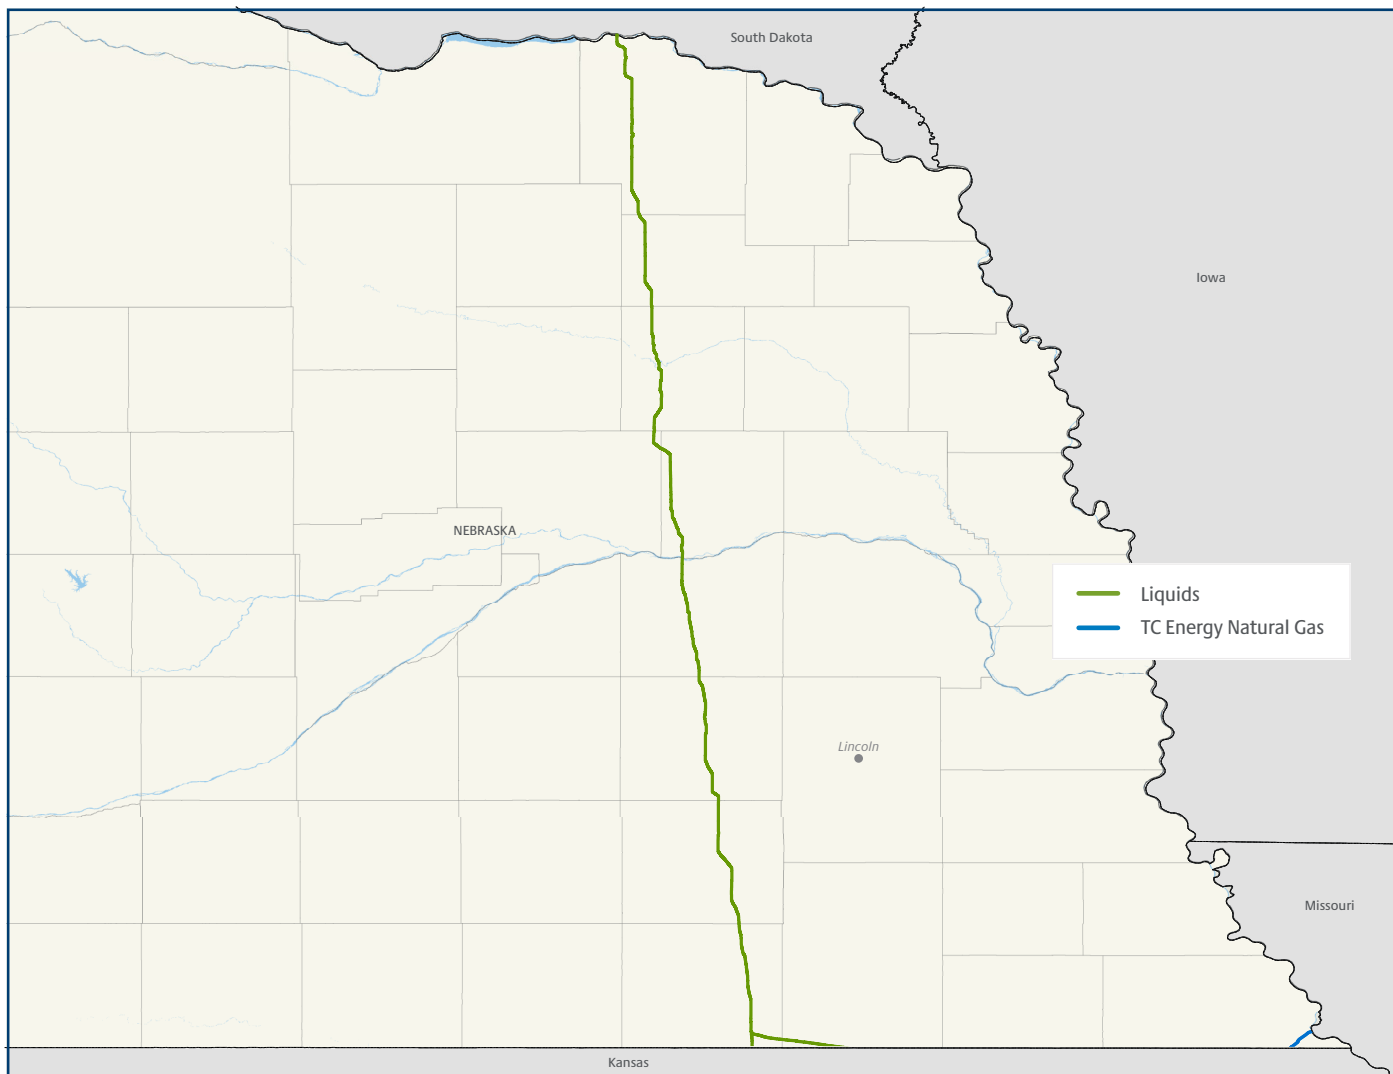 South Dakota
Iowa
NEBRASKA
Liquids
TC Energy Natural Gas
Lincoln
Missouri
Kansas